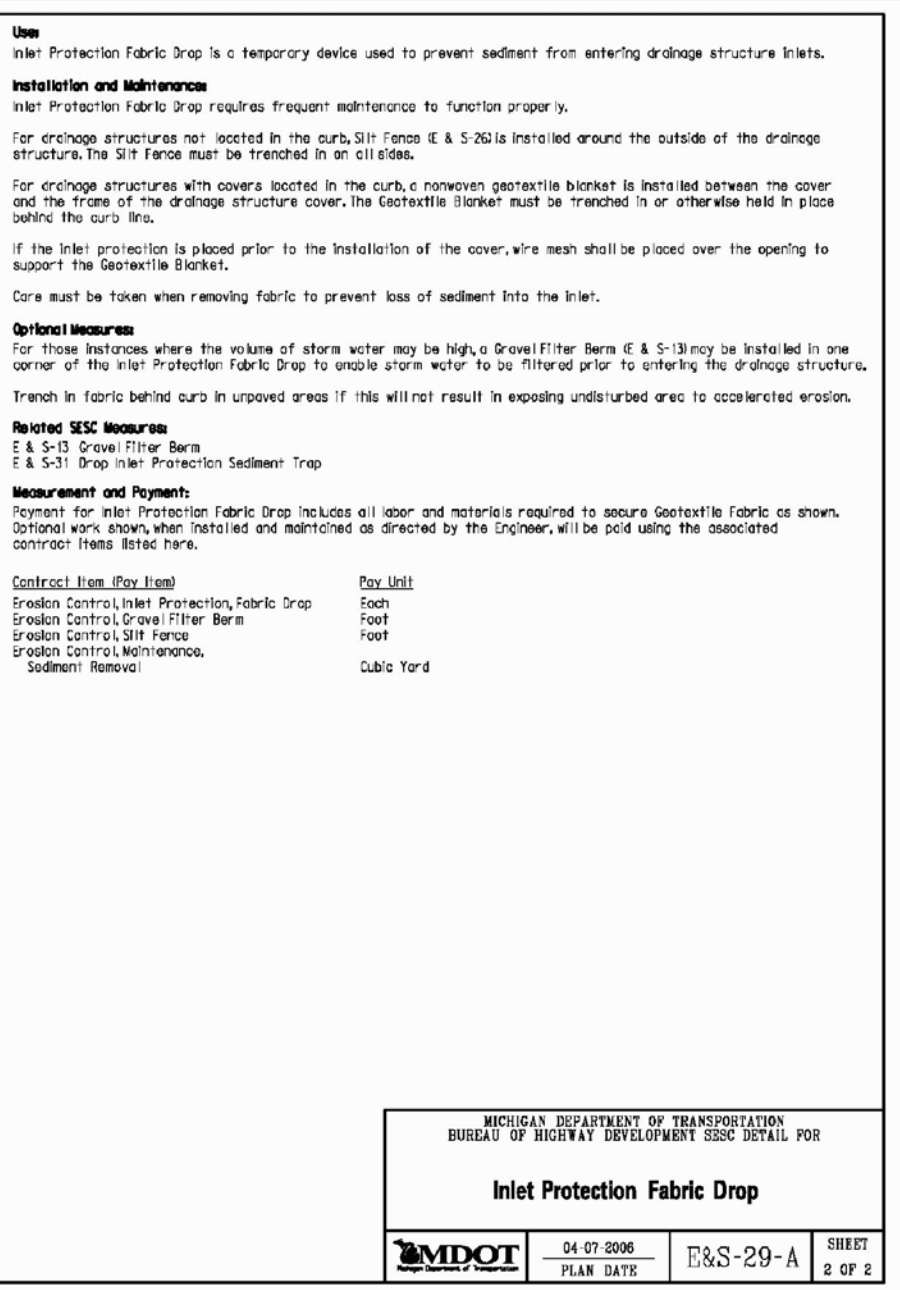 Use:
Inlet Protection Fabric Drop is a temporary device used to prevent sediment from entering drainage structure inlets.
Installation and Maintenance:
Inlet Protection Fabric Drop requires frequent maintenance to function properly.
For drainage structures not located in the curb, Silt Fence (E & S-26) is installed around the outside of the drainage
structure. The Silt Fence must be trenched in on all sides.
For drainage structures with covers located in the curb, a nonwoven geotextile blanket is installed between the cover
and the frame of the drainage structure cover. The Geotextile Blanket must be trenched in or otherwise held in place
behind the curb line.
If the inlet protection is placed prior to the installation of the cover, wire mesh shall be placed over the opening to
support the Geotextile Blanket.
Care must be taken when removing fabric to prevent loss of sediment into the inlet.
Optional Measures:
For those instances where the volume of storm water may be high, a Gravel Filter Berm (E & S-13) may be installed in one
corner of the Inlet Protection Fabric Drop to enable storm water to be filtered prior to entering the drainage structure.
Trench in fabric behind curb in unpaved areas if this will not result in exposing undisturbed area to accelerated erosion.
Related SESC Measures:
E & S-13 Gravel Filter Berm
E & S-31 Drop Inlet Protection Sediment Trap
Measurement and Payment:
Payment for Inlet Protection Fabric Drop includes all labor and materials required to secure Geotextile Fabric as shown.
Optional work shown, when installed and maintained as directed by the Engineer, will be paid using the associated
contract items listed here.
Contract Item (Pay Item) Pay Unit
Erosion Control, Inlet Protection, Fabric Drop Each
Erosion Control, Gravel Filter Berm Foot
Erosion Control, Silt Fence Foot
Erosion Control, Maintenance,
Sediment Removal Cubic Yard
MICHIGAN DEPARTMENT OF TRANSPORTATION
BUREAU OF HIGHWAY DEVELOPMENT SESC DETAIL FOR
Inlet Protection Fabric Drop
MDOT
Michigan Department of Transportation
04-07-2006
PLAN DATE
E&S-29-A
SHEET
2 OF 2